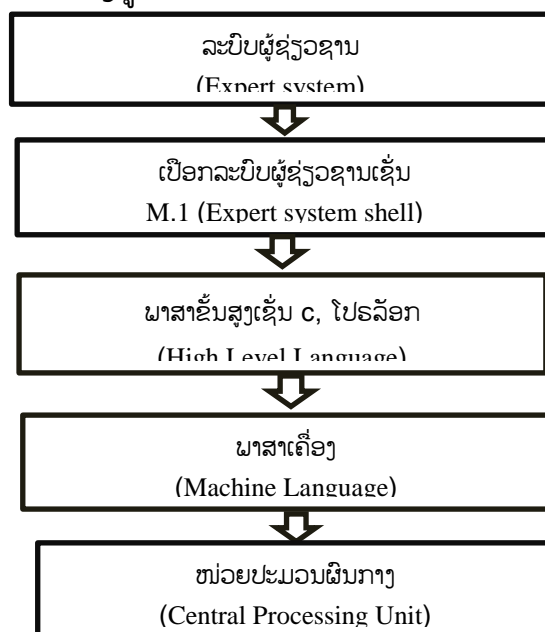 ລະບົບຜູ້ຊ່ຽວຊານ
(Expert system)
ເປືອກລະບົບຜູ້ຊ່ຽວຊານເຊັ່ນ
M.1 (Expert system shell)
ພາສາຂັ້ນສູງເຊັ່ນ c, ໂປຣລັອກ
(High Level Language)
ພາສາເຄື່ອງ
(Machine Language)
ໜ່ວຍປະມວນຜົນກາງ
(Central Processing Unit)